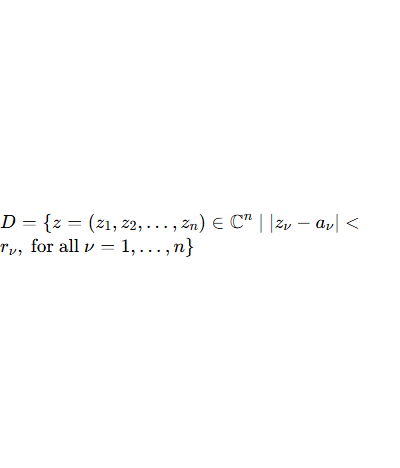 D = {z = (z₁, z₂, . . . , zₙ) ∈ ℂⁿ | |z_ν − a_ν| <
r_ν, for all ν = 1, . . . , n}